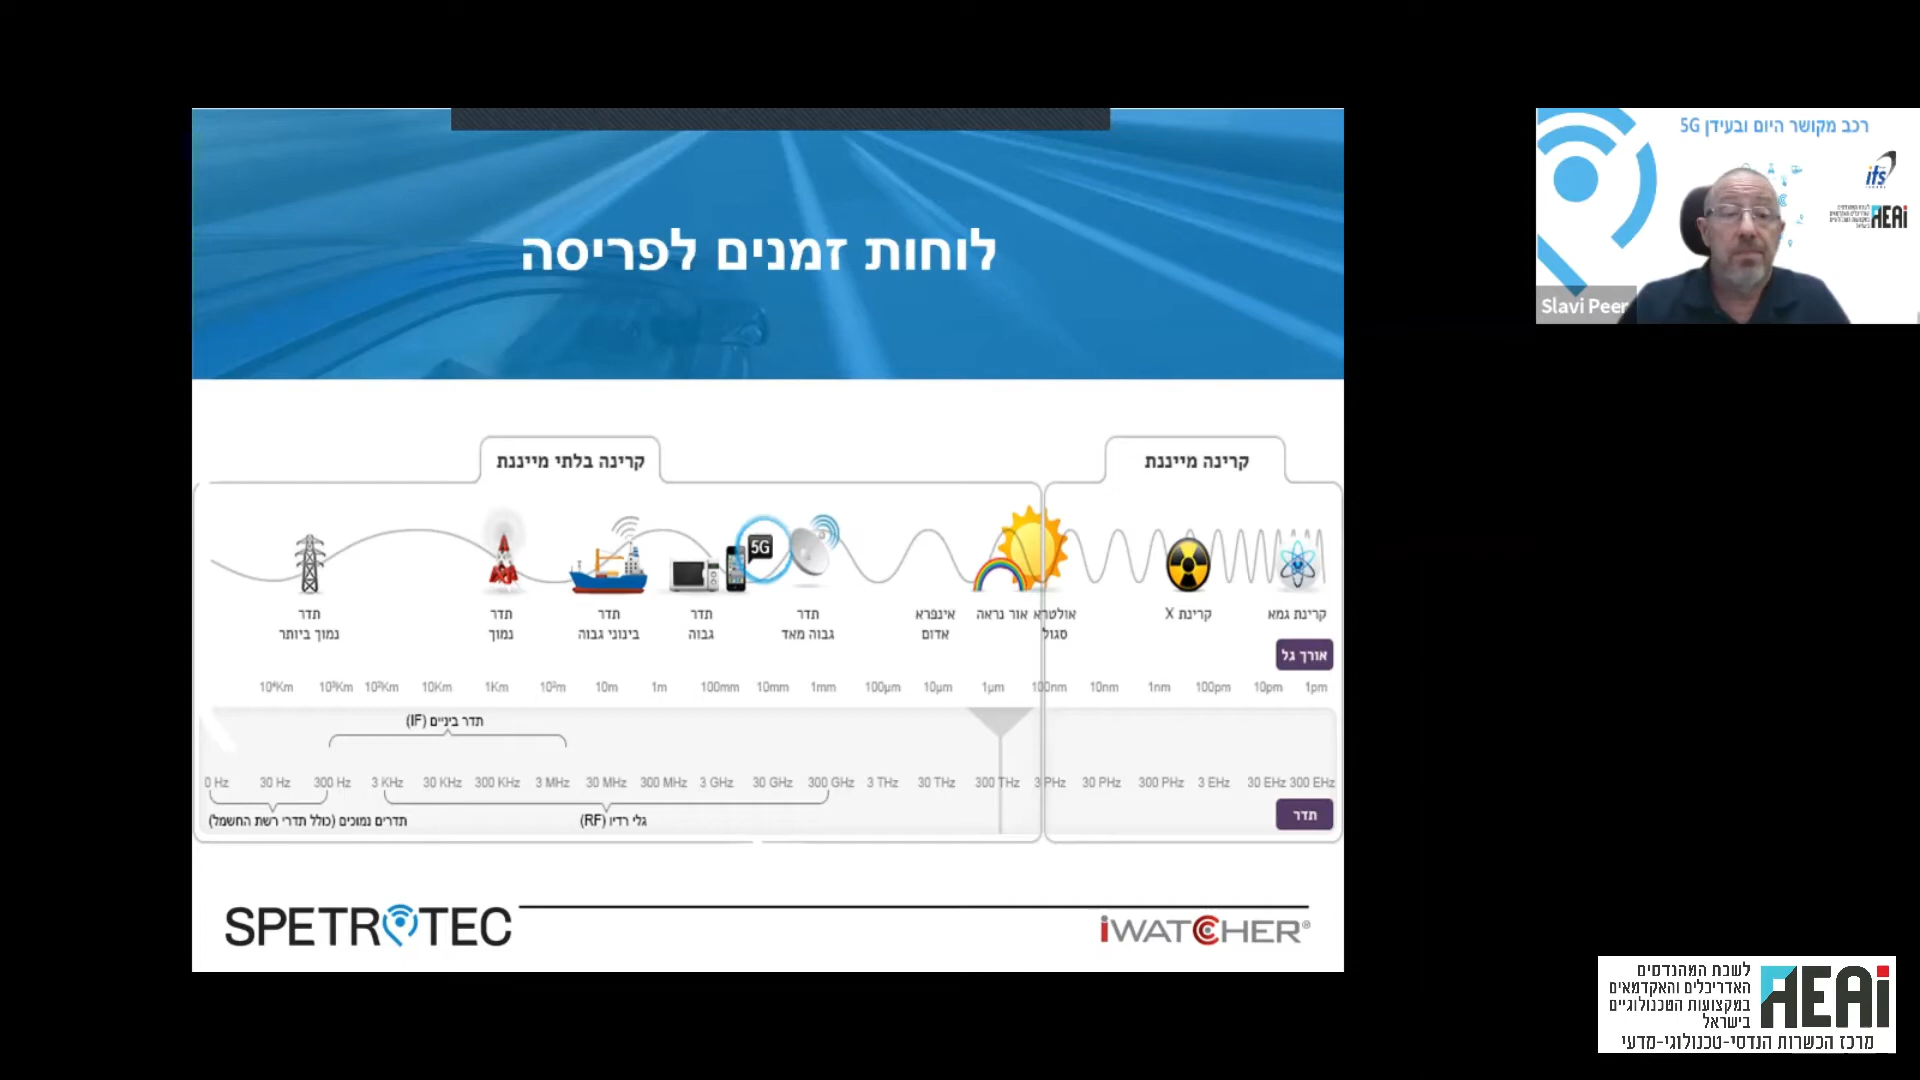 לוחות זמנים לפריסה
רכב מקושר היום ובעידן 5G
ifs
AEAi
Slavi Peer
קרינה בלתי מייננת
קרינה מייננת
5G
תדר נמוך ביותר
תדר נמוך
תדר בינוני גבוה
תדר גבוה
תדר גבוה מאד
אינפרא אדום
אור נראה
אולטרא סגול
קרינת X
קרינת גמא
אורך גל
10⁴Km 10³Km 10²Km 10Km 1Km 10²m 10m 1m 100mm 10mm 1mm 100µm 10µm 1µm 100nm 10nm 1nm 100pm 10pm 1pm
תדר ביניים (IF)
0 Hz 30 Hz 300 Hz 3 KHz 30 KHz 300 KHz 3 MHz 30 MHz 300 MHz 3 GHz 30 GHz 300 GHz 3 THz 30 THz 300 THz 3 PHz 30 PHz 300 PHz 3 EHz 30 EHz 300 EHz
תדרים נמוכים (כולל תדרי רשת החשמל)
גלי רדיו (RF)
תדר
SPETROTEC
iWATCHER®
לשכת המהנדסים
האדריכלים והאקדמאים
במקצועות הטכנולוגיים
בישראל
AEAi
מרכז הכשרות הנדסי-טכנולוגי-מדעי